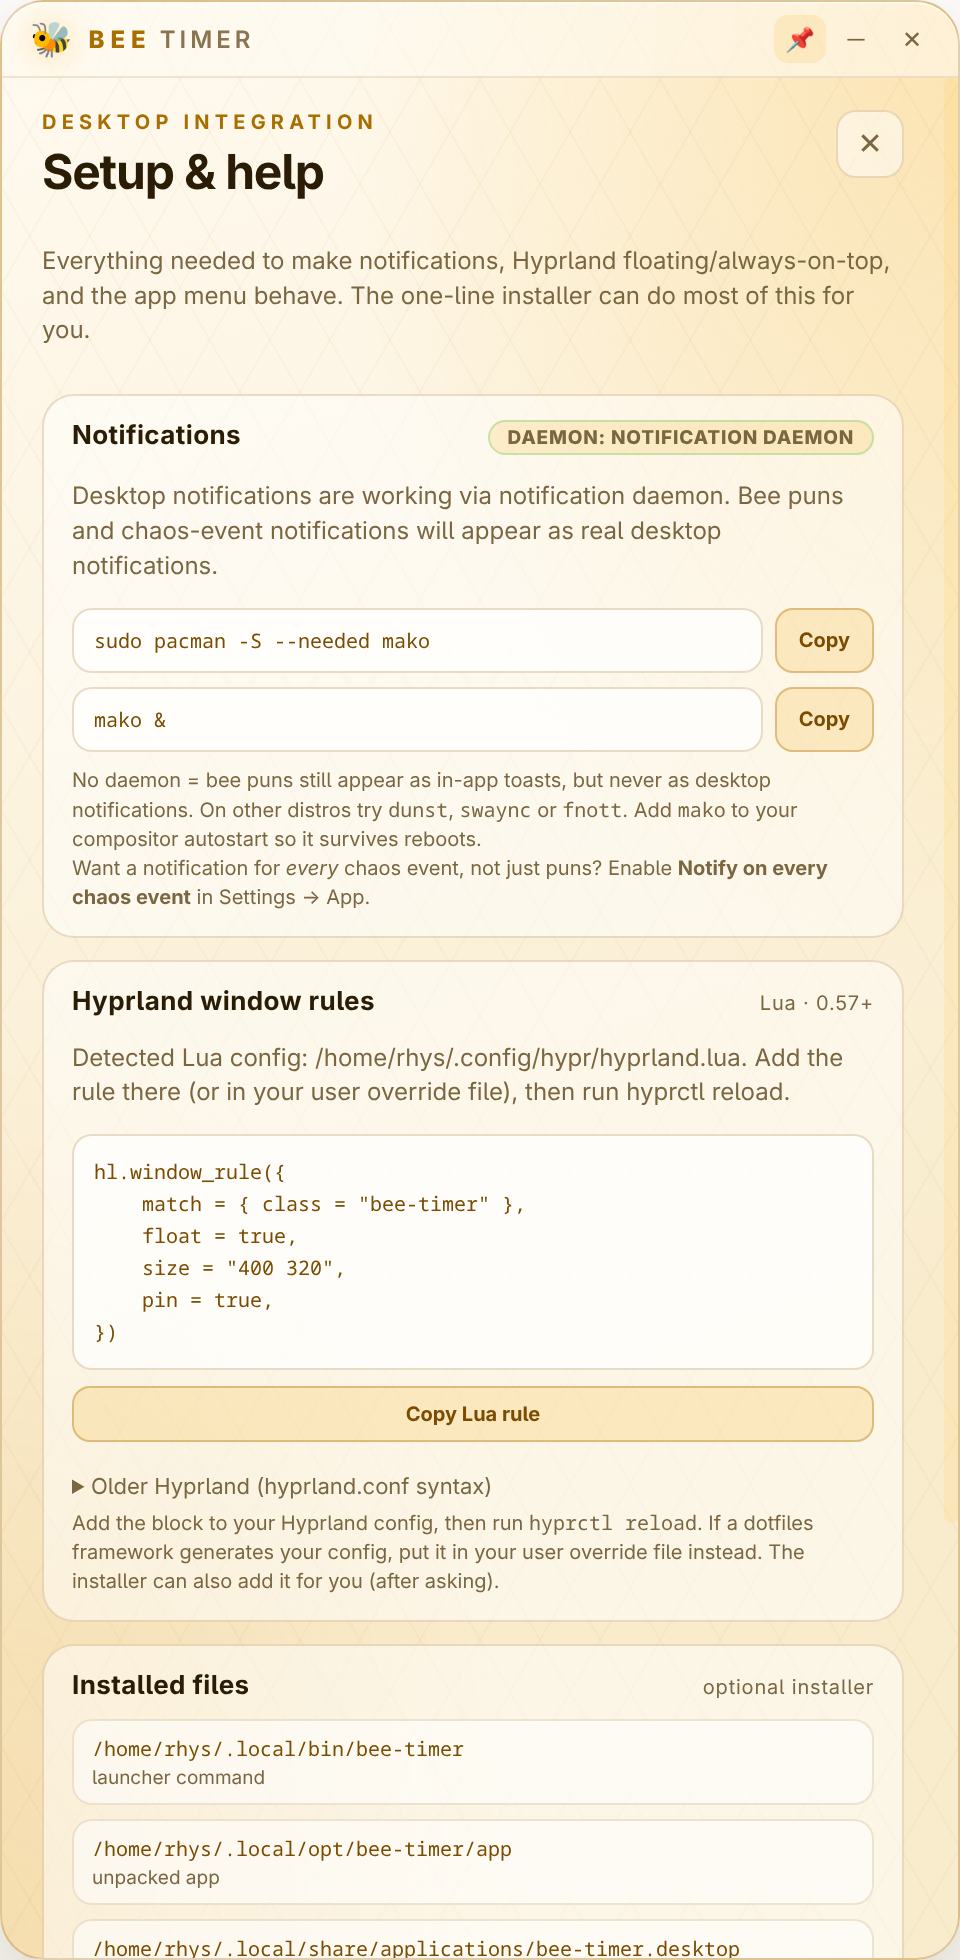 BEE TIMER
DESKTOP INTEGRATION
Setup & help
Everything needed to make notifications, Hyprland floating/always-on-top,
and the app menu behave. The one-line installer can do most of this for
you.
Notifications
DAEMON: NOTIFICATION DAEMON
Desktop notifications are working via notification daemon. Bee puns
and chaos-event notifications will appear as real desktop
notifications.
sudo pacman -S --needed mako
Copy
mako &
Copy
No daemon = bee puns still appear as in-app toasts, but never as desktop
notifications. On other distros try dunst, swaync or fnott. Add mako to your
compositor autostart so it survives reboots.
Want a notification for every chaos event, not just puns? Enable Notify on every
chaos event in Settings → App.
Hyprland window rules
Lua · 0.57+
Detected Lua config: /home/rhys/.config/hypr/hyprland.lua. Add the
rule there (or in your user override file), then run hyprctl reload.
hl.window_rule({
    match = { class = "bee-timer" },
    float = true,
    size = "400 320",
    pin = true,
})
Copy Lua rule
▶ Older Hyprland (hyprland.conf syntax)
Add the block to your Hyprland config, then run hyprctl reload. If a dotfiles
framework generates your config, put it in your user override file instead. The
installer can also add it for you (after asking).
Installed files
optional installer
/home/rhys/.local/bin/bee-timer
launcher command
/home/rhys/.local/opt/bee-timer/app
unpacked app
/home/rhys/.local/share/applications/bee-timer.desktop